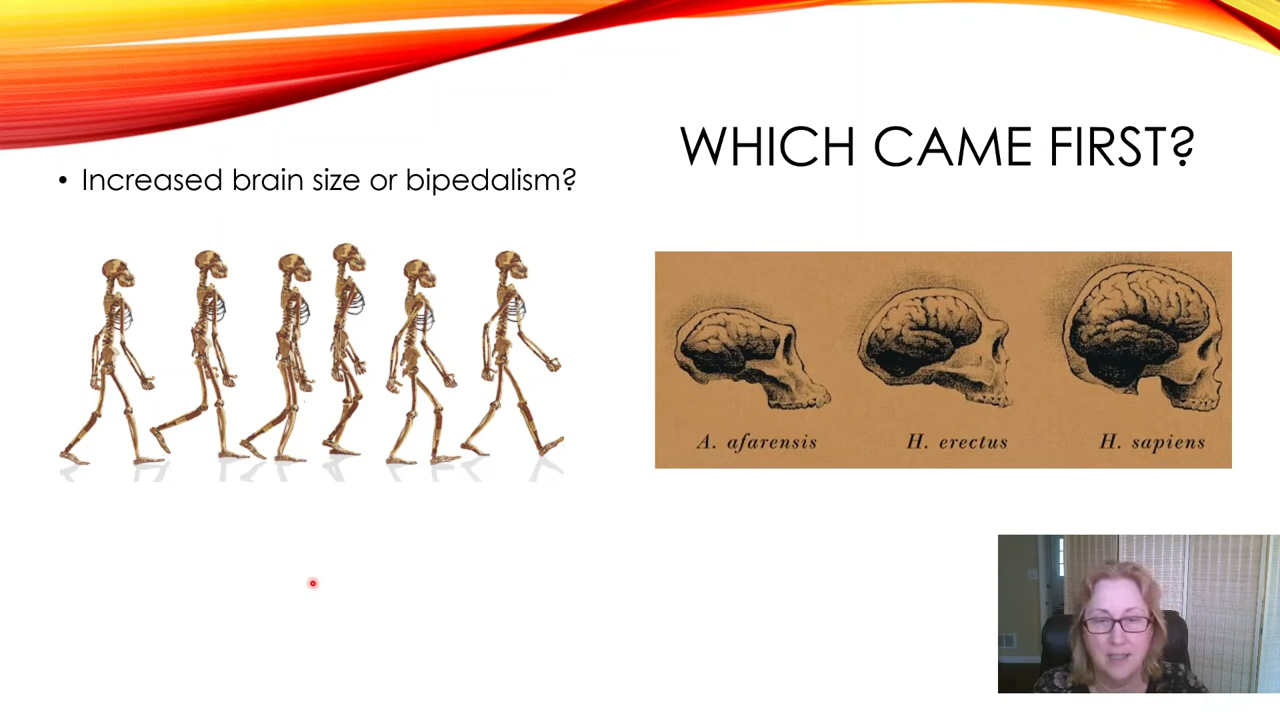 WHICH CAME FIRST?
• Increased brain size or bipedalism?
A. afarensis
H. erectus
H. sapiens